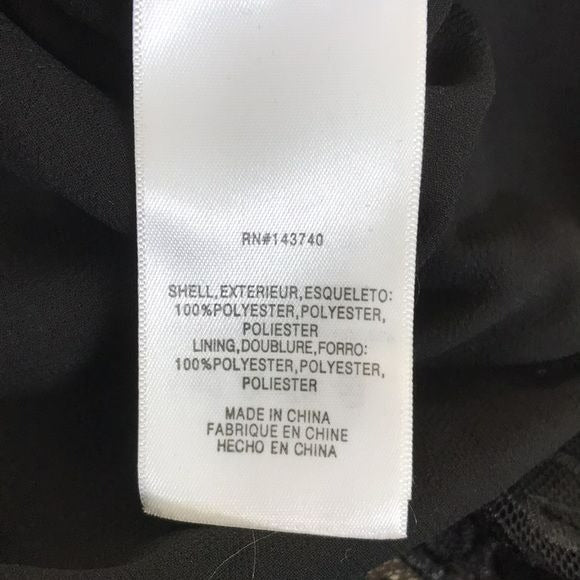 RN#143740
SHELL,EXTERIEUR,ESQUELETO:
100%POLYESTER,POLYESTER,
POLIESTER
LINING,DOUBLURE,FORRO:
100%POLYESTER,POLYESTER,
POLIESTER
MADE IN CHINA
FABRIQUE EN CHINE
HECHO EN CHINA